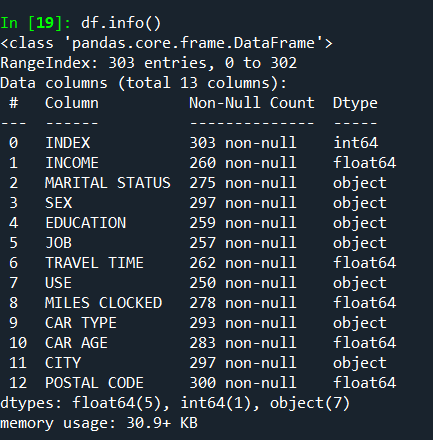 In [19]: df.info()
<class 'pandas.core.frame.DataFrame'>
RangeIndex: 303 entries, 0 to 302
Data columns (total 13 columns):
 #   Column          Non-Null Count  Dtype
---  ------          --------------  -----
 0   INDEX           303 non-null    int64
 1   INCOME          260 non-null    float64
 2   MARITAL STATUS  275 non-null    object
 3   SEX             297 non-null    object
 4   EDUCATION       259 non-null    object
 5   JOB             257 non-null    object
 6   TRAVEL TIME     262 non-null    float64
 7   USE             250 non-null    object
 8   MILES CLOCKED   278 non-null    float64
 9   CAR TYPE        293 non-null    object
 10  CAR AGE         283 non-null    float64
 11  CITY            297 non-null    object
 12  POSTAL CODE     300 non-null    float64
dtypes: float64(5), int64(1), object(7)
memory usage: 30.9+ KB